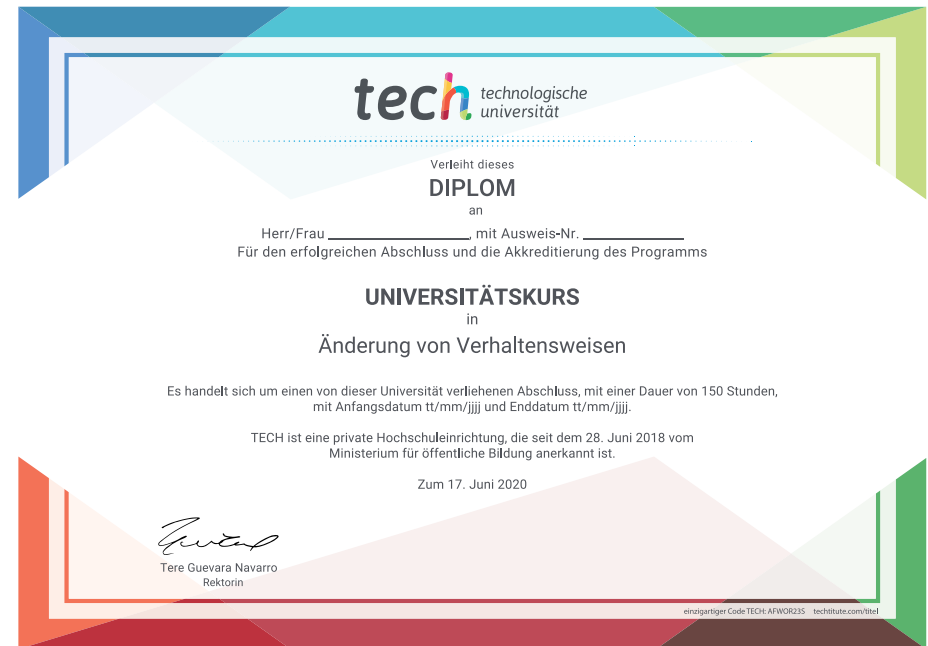 tech technologische
universität
Verleiht dieses
DIPLOM
an
Herr/Frau ____________, mit Ausweis-Nr. ____________
Für den erfolgreichen Abschluss und die Akkreditierung des Programms
UNIVERSITÄTSKURS
in
Änderung von Verhaltensweisen
Es handelt sich um einen von dieser Universität verliehenen Abschluss, mit einer Dauer von 150 Stunden,
mit Anfangsdatum tt/mm/jjjj und Enddatum tt/mm/jjjj.
TECH ist eine private Hochschuleinrichtung, die seit dem 28. Juni 2018 vom
Ministerium für öffentliche Bildung anerkannt ist.
Zum 17. Juni 2020
Tere Guevara Navarro
Rektorin
einzigartiger Code TECH: AFWOR23S techtitute.com/titel